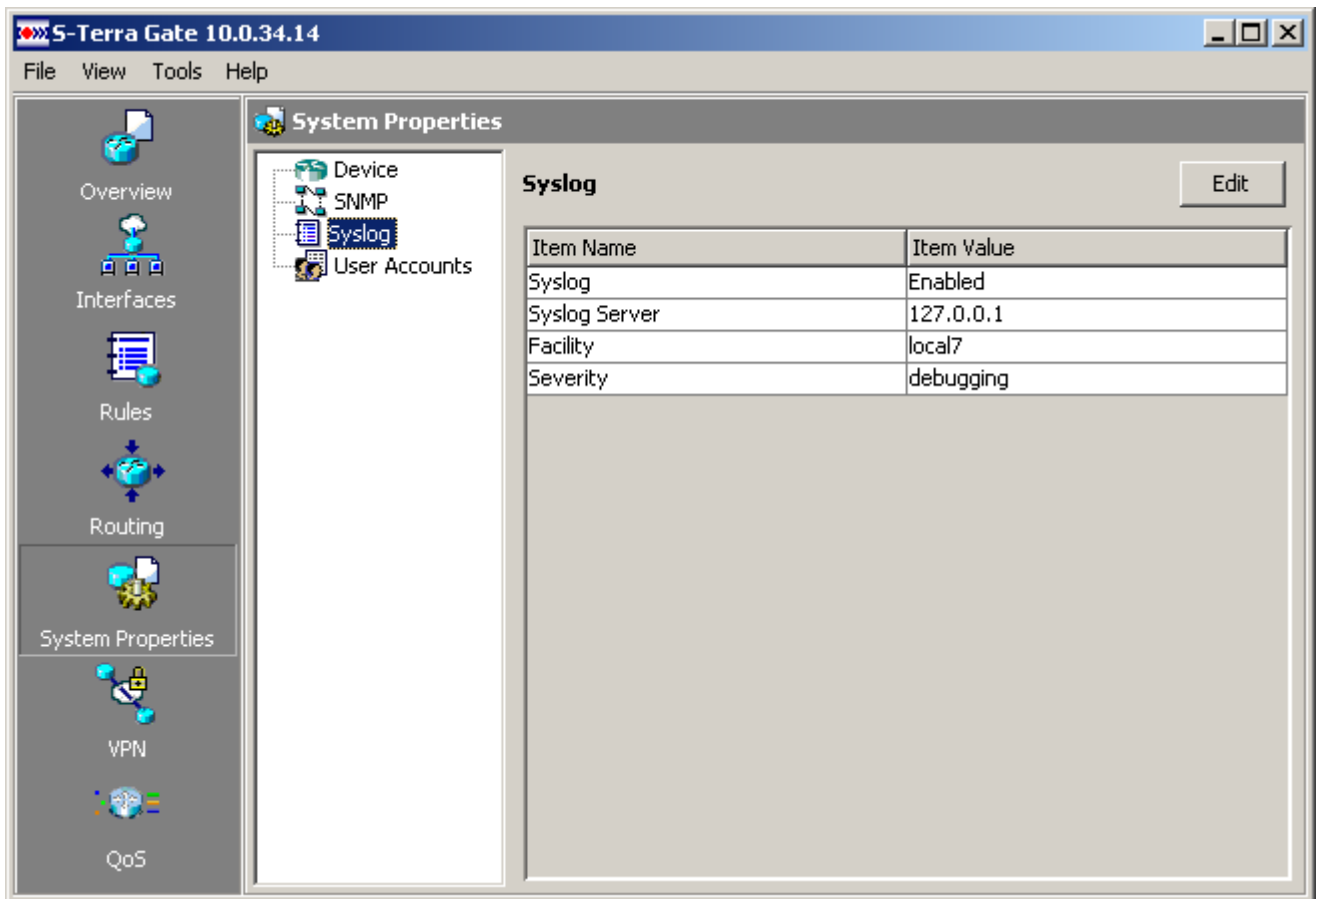 S-Terra Gate 10.0.34.14
File View Tools Help
Overview
Interfaces
Rules
Routing
System Properties
VPN
QoS
System Properties
Device
SNMP
Syslog
User Accounts
Syslog
Edit
Item Name Item Value
Syslog Enabled
Syslog Server 127.0.0.1
Facility local7
Severity debugging